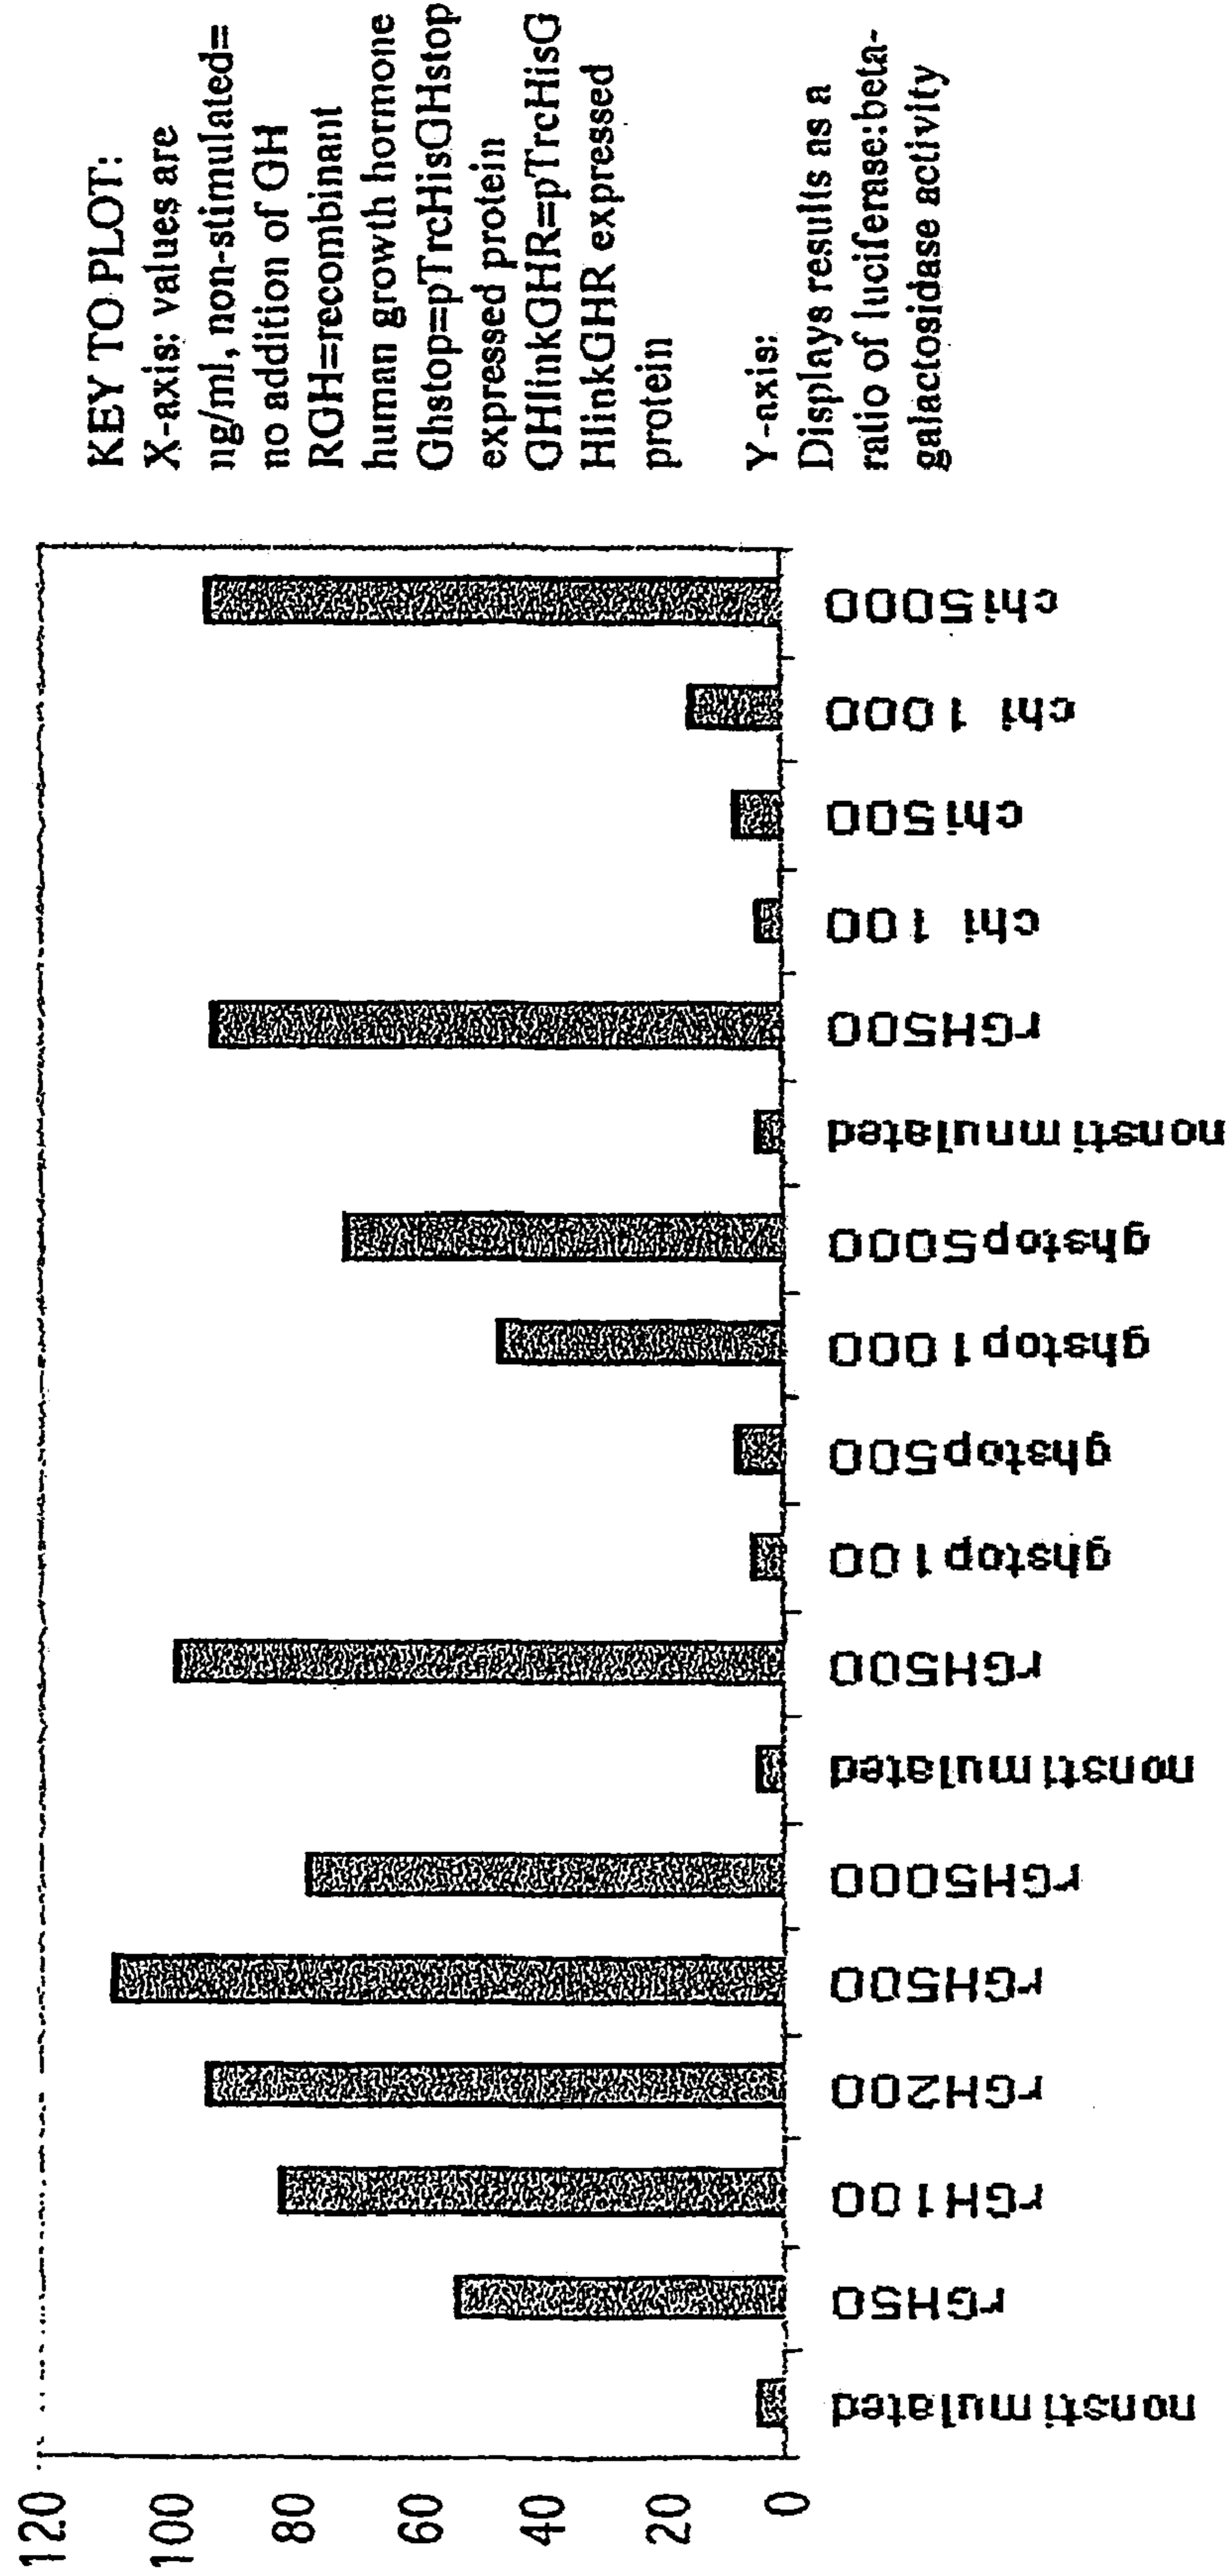 120
100
80
60
40
20
0
nonstimulated
rGH50
rGH100
rGH200
rGH500
rGH5000
nonstimulated
rGH500
ghstop100
ghstop500
ghstop1000
ghstop5000
nonstimnulated
rGH500
chi 100
chi500
chi 1000
chi5000
KEY TO PLOT:
X-axis: values are
ng/ml, non-stimulated=
no addition of GH
RGH=recombinant
human growth hormone
Ghstop=pTrcHisGHstop
expressed protein
GHlinkGHR=pTrcHisG
HlinkGHR expressed
protein
Y-axis:
Displays results as a
ratio of luciferase:beta-
galactosidase activity